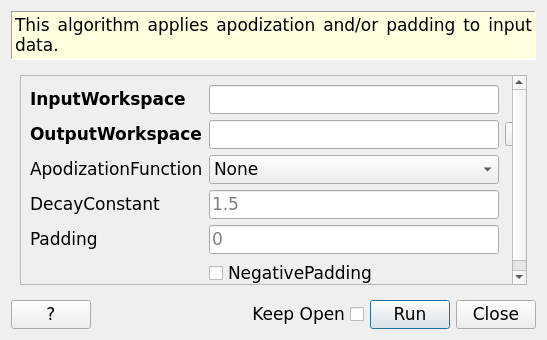 This algorithm applies apodization and/or padding to input
data.
InputWorkspace
OutputWorkspace
ApodizationFunction None
DecayConstant 1.5
Padding 0
NegativePadding
? Keep Open Run Close